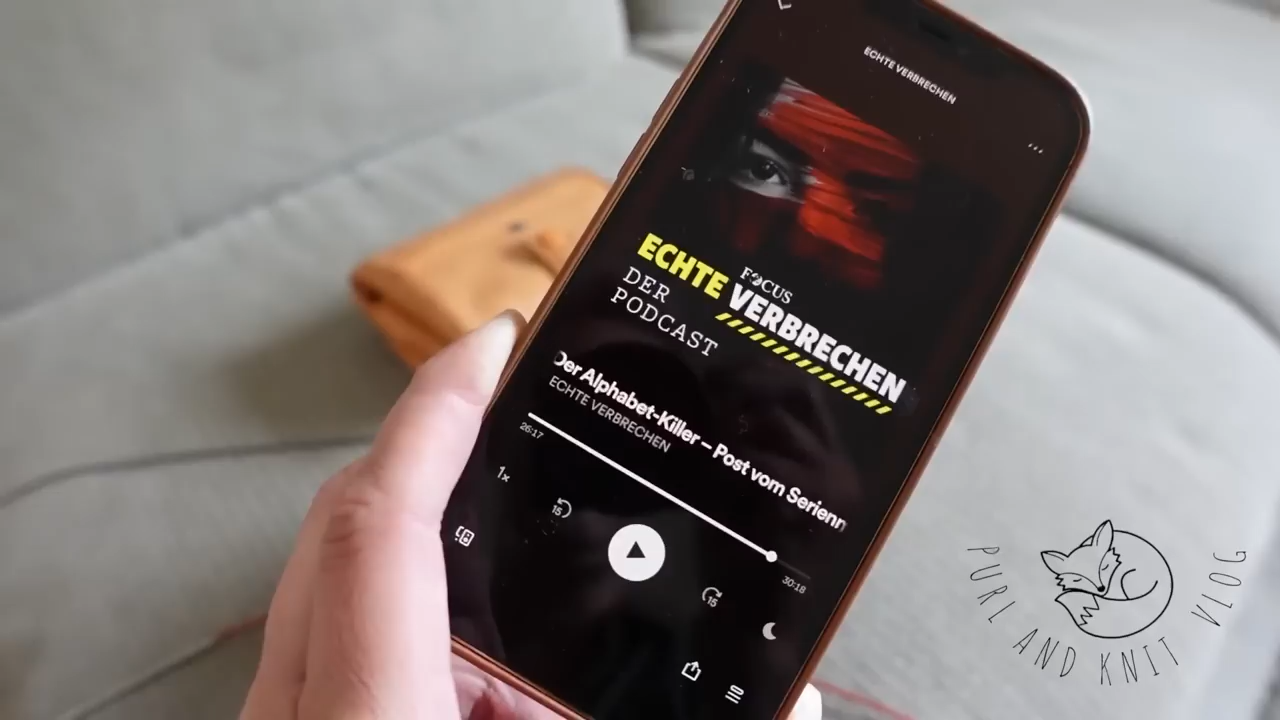 ECHTE VERBRECHEN
FOCUS
ECHTE VERBRECHEN
DER
PODCAST
Der Alphabet-Killer – Post vom Serienn
ECHTE VERBRECHEN
26:17
30:18
1x
15
15
PURL AND KNIT VLOG